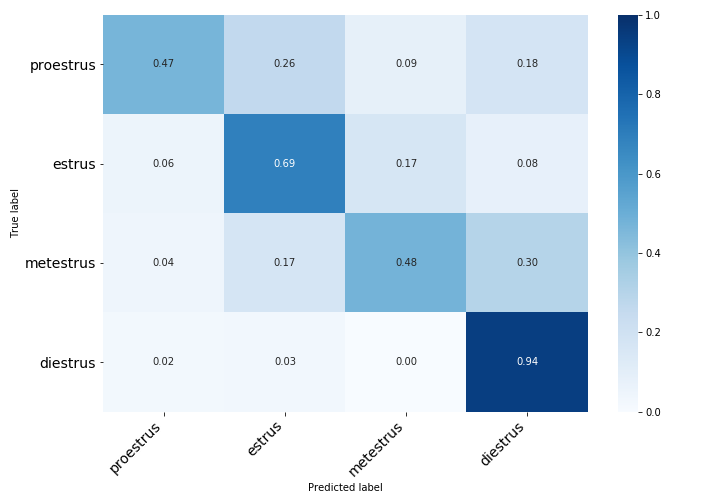 proestrus 0.47 0.26 0.09 0.18
estrus 0.06 0.69 0.17 0.08
metestrus 0.04 0.17 0.48 0.30
diestrus 0.02 0.03 0.00 0.94
True label
proestrus estrus metestrus diestrus
Predicted label
1.0
0.8
0.6
0.4
0.2
0.0